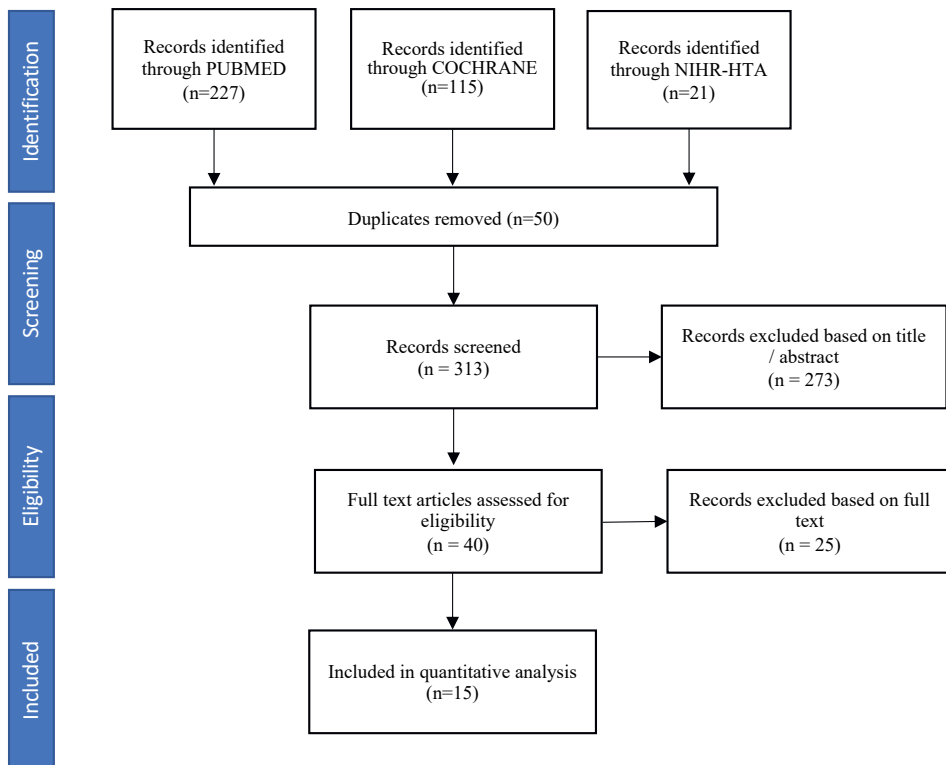 Identification
Records identified
through PUBMED
(n=227)
Records identified
through COCHRANE
(n=115)
Records identified
through NIHR-HTA
(n=21)
Duplicates removed (n=50)
Screening
Records screened
(n = 313)
Records excluded based on title
/ abstract
(n = 273)
Eligibility
Full text articles assessed for
eligibility
(n = 40)
Records excluded based on full
text
(n = 25)
Included
Included in quantitative analysis
(n=15)